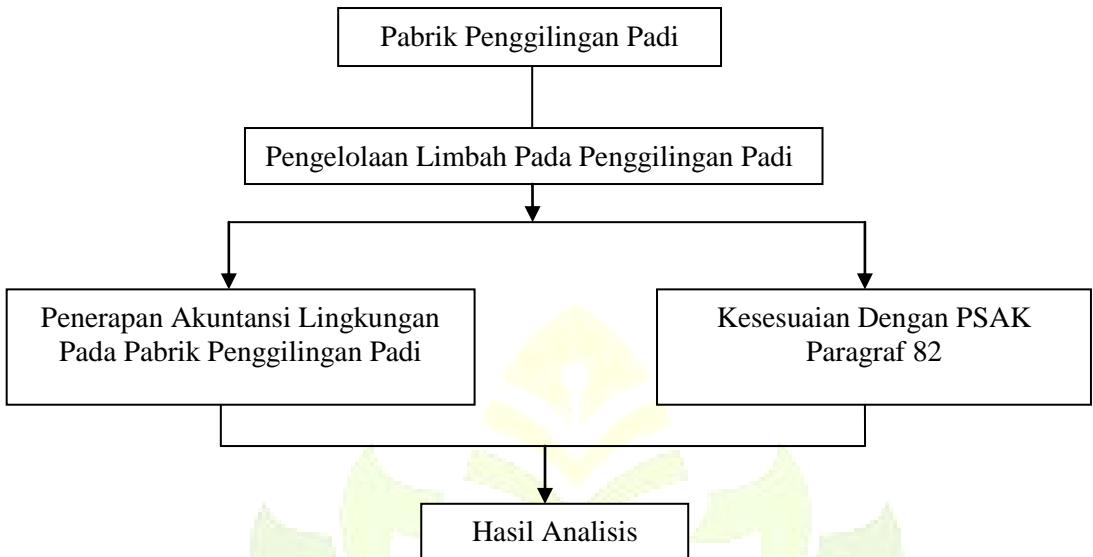 Pabrik Penggilingan Padi
Pengelolaan Limbah Pada Penggilingan Padi
Penerapan Akuntansi Lingkungan
Pada Pabrik Penggilingan Padi
Kesesuaian Dengan PSAK
Paragraf 82
Hasil Analisis